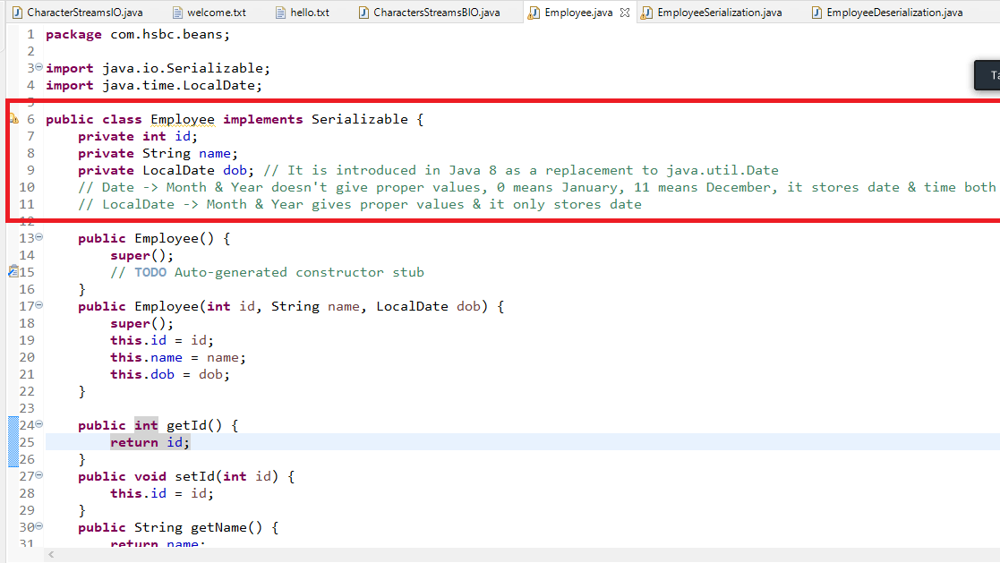 CharacterStreamsIO.java welcome.txt hello.txt CharactersStreamsBIO.java Employee.java EmployeeSerialization.java EmployeeDeserialization.java
1 package com.hsbc.beans;
2
3 import java.io.Serializable;
4 import java.time.LocalDate;
5
6 public class Employee implements Serializable {
7 private int id;
8 private String name;
9 private LocalDate dob; // It is introduced in Java 8 as a replacement to java.util.Date
10 // Date -> Month & Year doesn't give proper values, 0 means January, 11 means December, it stores date & time both
11 // LocalDate -> Month & Year gives proper values & it only stores date
12
13 public Employee() {
14 super();
15 // TODO Auto-generated constructor stub
16 }
17 public Employee(int id, String name, LocalDate dob) {
18 super();
19 this.id = id;
20 this.name = name;
21 this.dob = dob;
22 }
23
24 public int getId() {
25 return id;
26 }
27 public void setId(int id) {
28 this.id = id;
29 }
30 public String getName() {
31 return name;